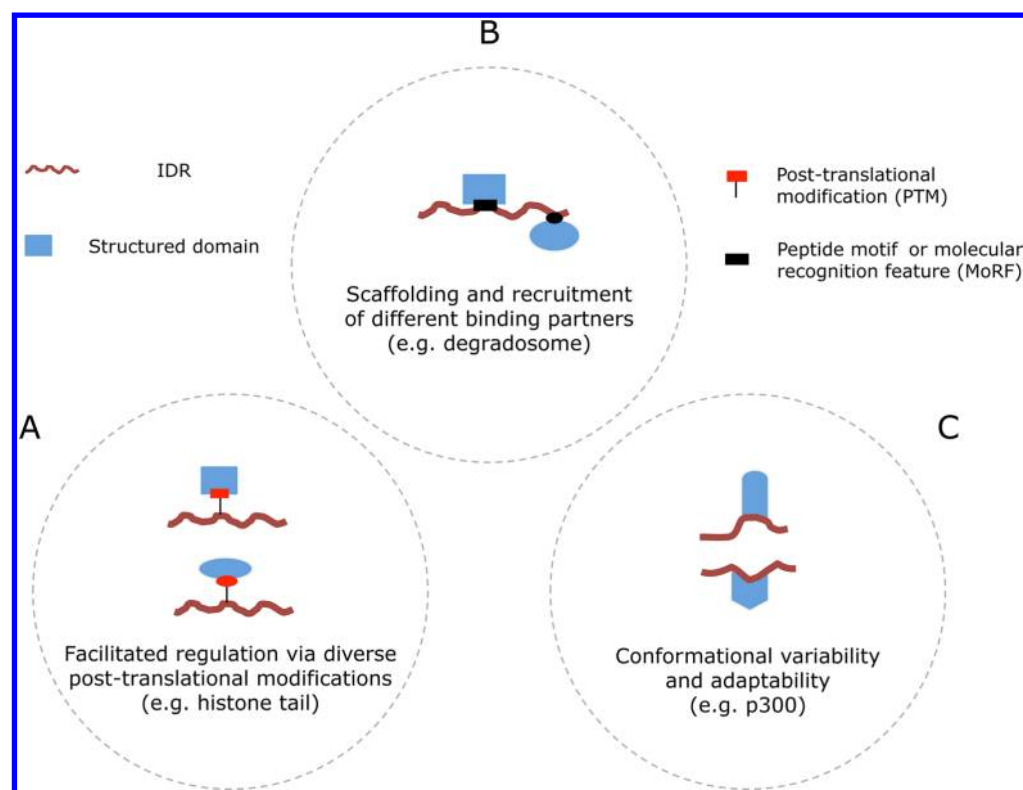 B
IDR
Structured domain
Post-translational
modification (PTM)
Peptide motif or molecular
recognition feature (MoRF)
Scaffolding and recruitment
of different binding partners
(e.g. degradosome)
A
Facilitated regulation via diverse
post-translational modifications
(e.g. histone tail)
C
Conformational variability
and adaptability
(e.g. p300)